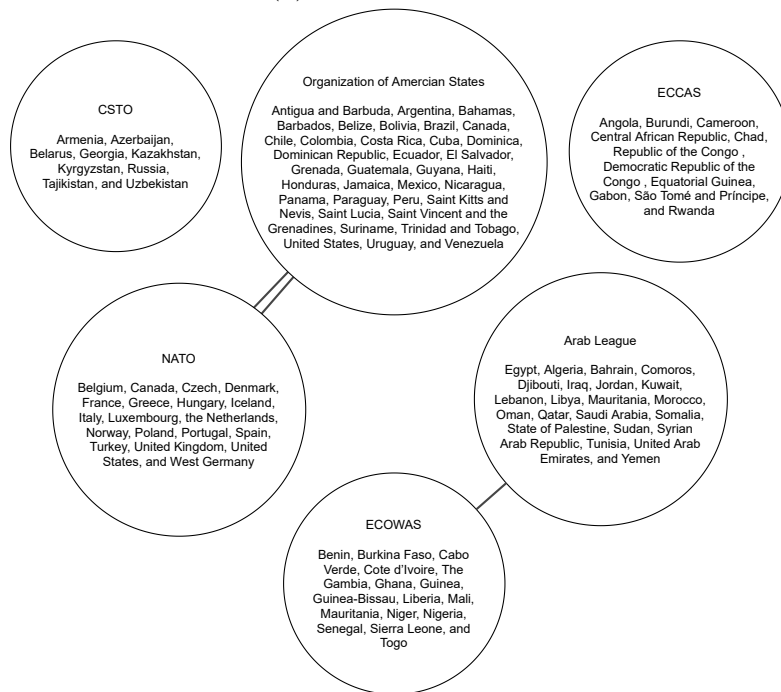 CSTO
Armenia, Azerbaijan,
Belarus, Georgia, Kazakhstan,
Kyrgyzstan, Russia,
Tajikistan, and Uzbekistan
Organization of Amercian States
Antigua and Barbuda, Argentina, Bahamas,
Barbados, Belize, Bolivia, Brazil, Canada,
Chile, Colombia, Costa Rica, Cuba, Dominica,
Dominican Republic, Ecuador, El Salvador,
Grenada, Guatemala, Guyana, Haiti,
Honduras, Jamaica, Mexico, Nicaragua,
Panama, Paraguay, Peru, Saint Kitts and
Nevis, Saint Lucia, Saint Vincent and the
Grenadines, Suriname, Trinidad and Tobago,
United States, Uruguay, and Venezuela
ECCAS
Angola, Burundi, Cameroon,
Central African Republic, Chad,
Republic of the Congo ,
Democratic Republic of the
Congo , Equatorial Guinea,
Gabon, São Tomé and Príncipe,
and Rwanda
NATO
Belgium, Canada, Czech, Denmark,
France, Greece, Hungary, Iceland,
Italy, Luxembourg, the Netherlands,
Norway, Poland, Portugal, Spain,
Turkey, United Kingdom, United
States, and West Germany
Arab League
Egypt, Algeria, Bahrain, Comoros,
Djibouti, Iraq, Jordan, Kuwait,
Lebanon, Libya, Mauritania, Morocco,
Oman, Qatar, Saudi Arabia, Somalia,
State of Palestine, Sudan, Syrian
Arab Republic, Tunisia, United Arab
Emirates, and Yemen
ECOWAS
Benin, Burkina Faso, Cabo
Verde, Cote d'Ivoire, The
Gambia, Ghana, Guinea,
Guinea-Bissau, Liberia, Mali,
Mauritania, Niger, Nigeria,
Senegal, Sierra Leone, and
Togo